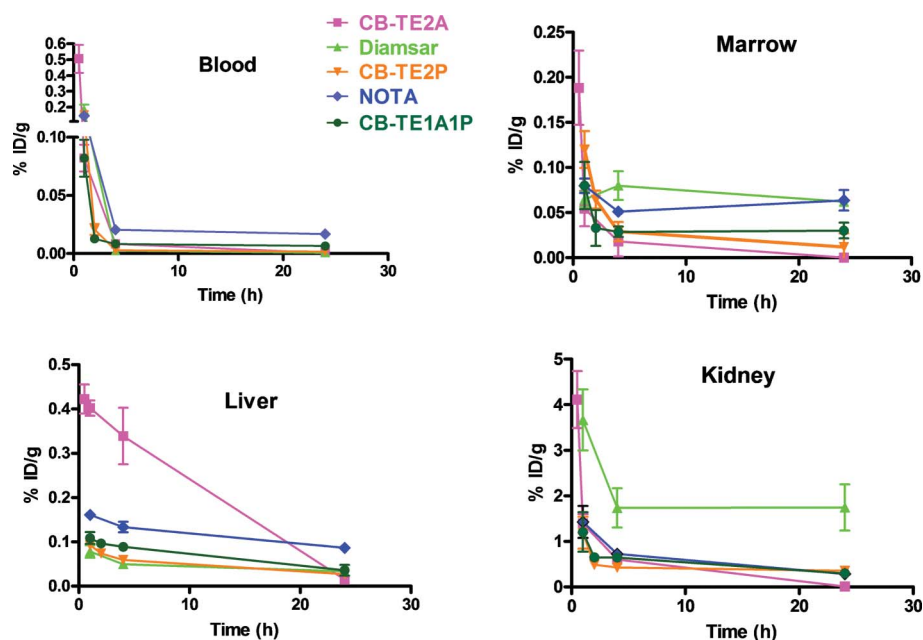 Blood
% ID/g
0.6
0.5
0.4
0.3
0.2
0.10
0.05
0.00
0 10 20 30
Time (h)
CB-TE2A
Diamsar
CB-TE2P
NOTA
CB-TE1A1P
Marrow
% ID/g
0.25
0.20
0.15
0.10
0.05
0.00
0 10 20 30
Time (h)
Liver
% ID/g
0.5
0.4
0.3
0.2
0.1
0.0
0 10 20 30
Time (h)
Kidney
% ID/g
5
4
3
2
1
0
0 10 20 30
Time (h)